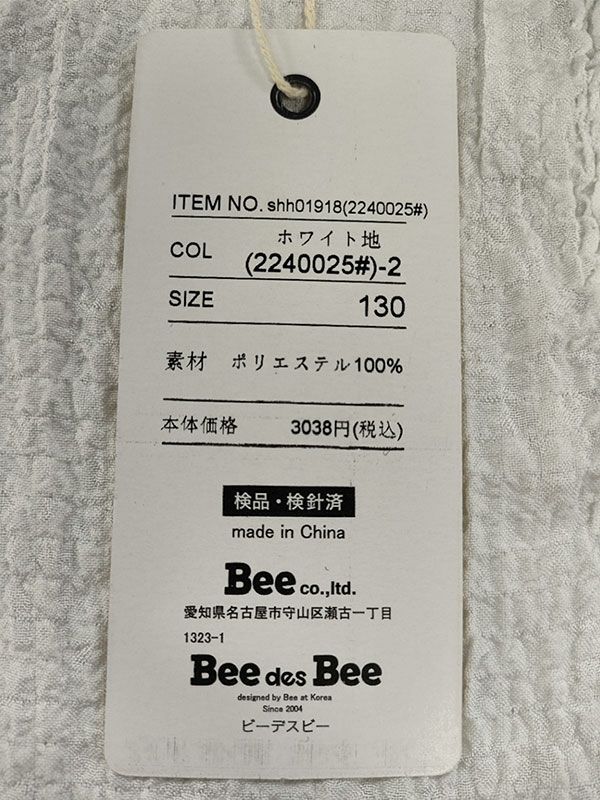 ITEM NO. shh01918(2240025#)
ホワイト地
COL (2240025#)-2
SIZE 130
素材 ポリエステル100%
本体価格 3038円(税込)
検品・検針済
made in China
Bee co.,ltd.
愛知県名古屋市守山区瀬古一丁目
1323-1
Bee des Bee
designed by Bee at Korea
Since 2004
ビーデスビー